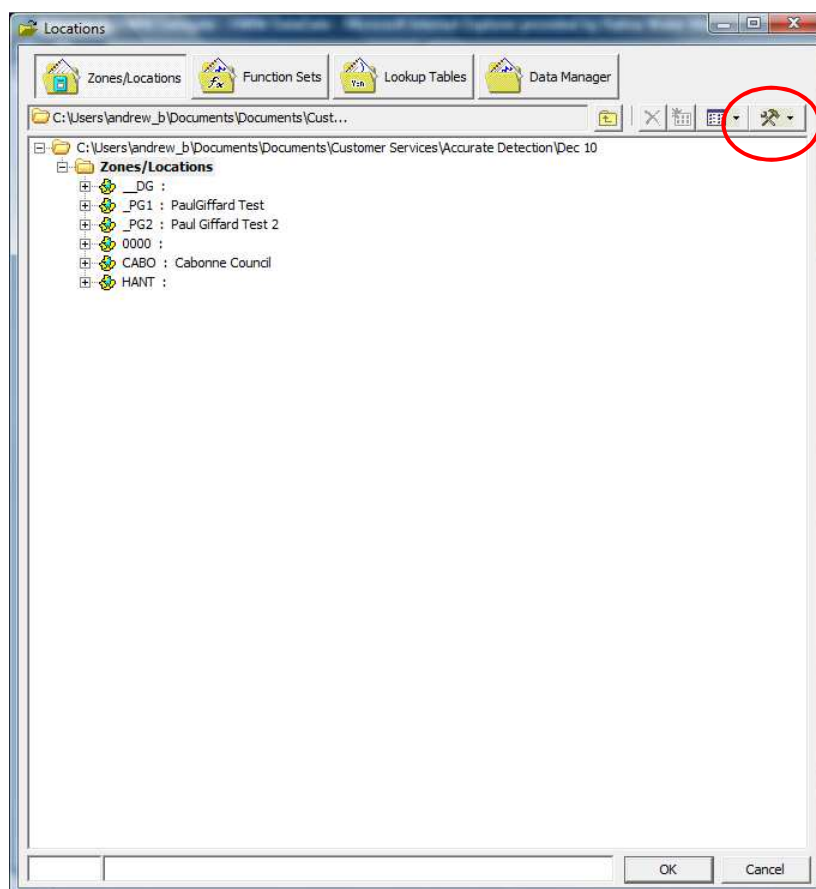 Locations
Zones/Locations Function Sets Lookup Tables Data Manager
C:\Users\andrew_b\Documents\Documents\Cust...
C:\Users\andrew_b\Documents\Documents\Customer Services\Accurate Detection\Dec 10
Zones/Locations
__DG :
_PG1 : PaulGiffard Test
_PG2 : Paul Giffard Test 2
0000 :
CABO : Cabonne Council
HANT :
OK Cancel